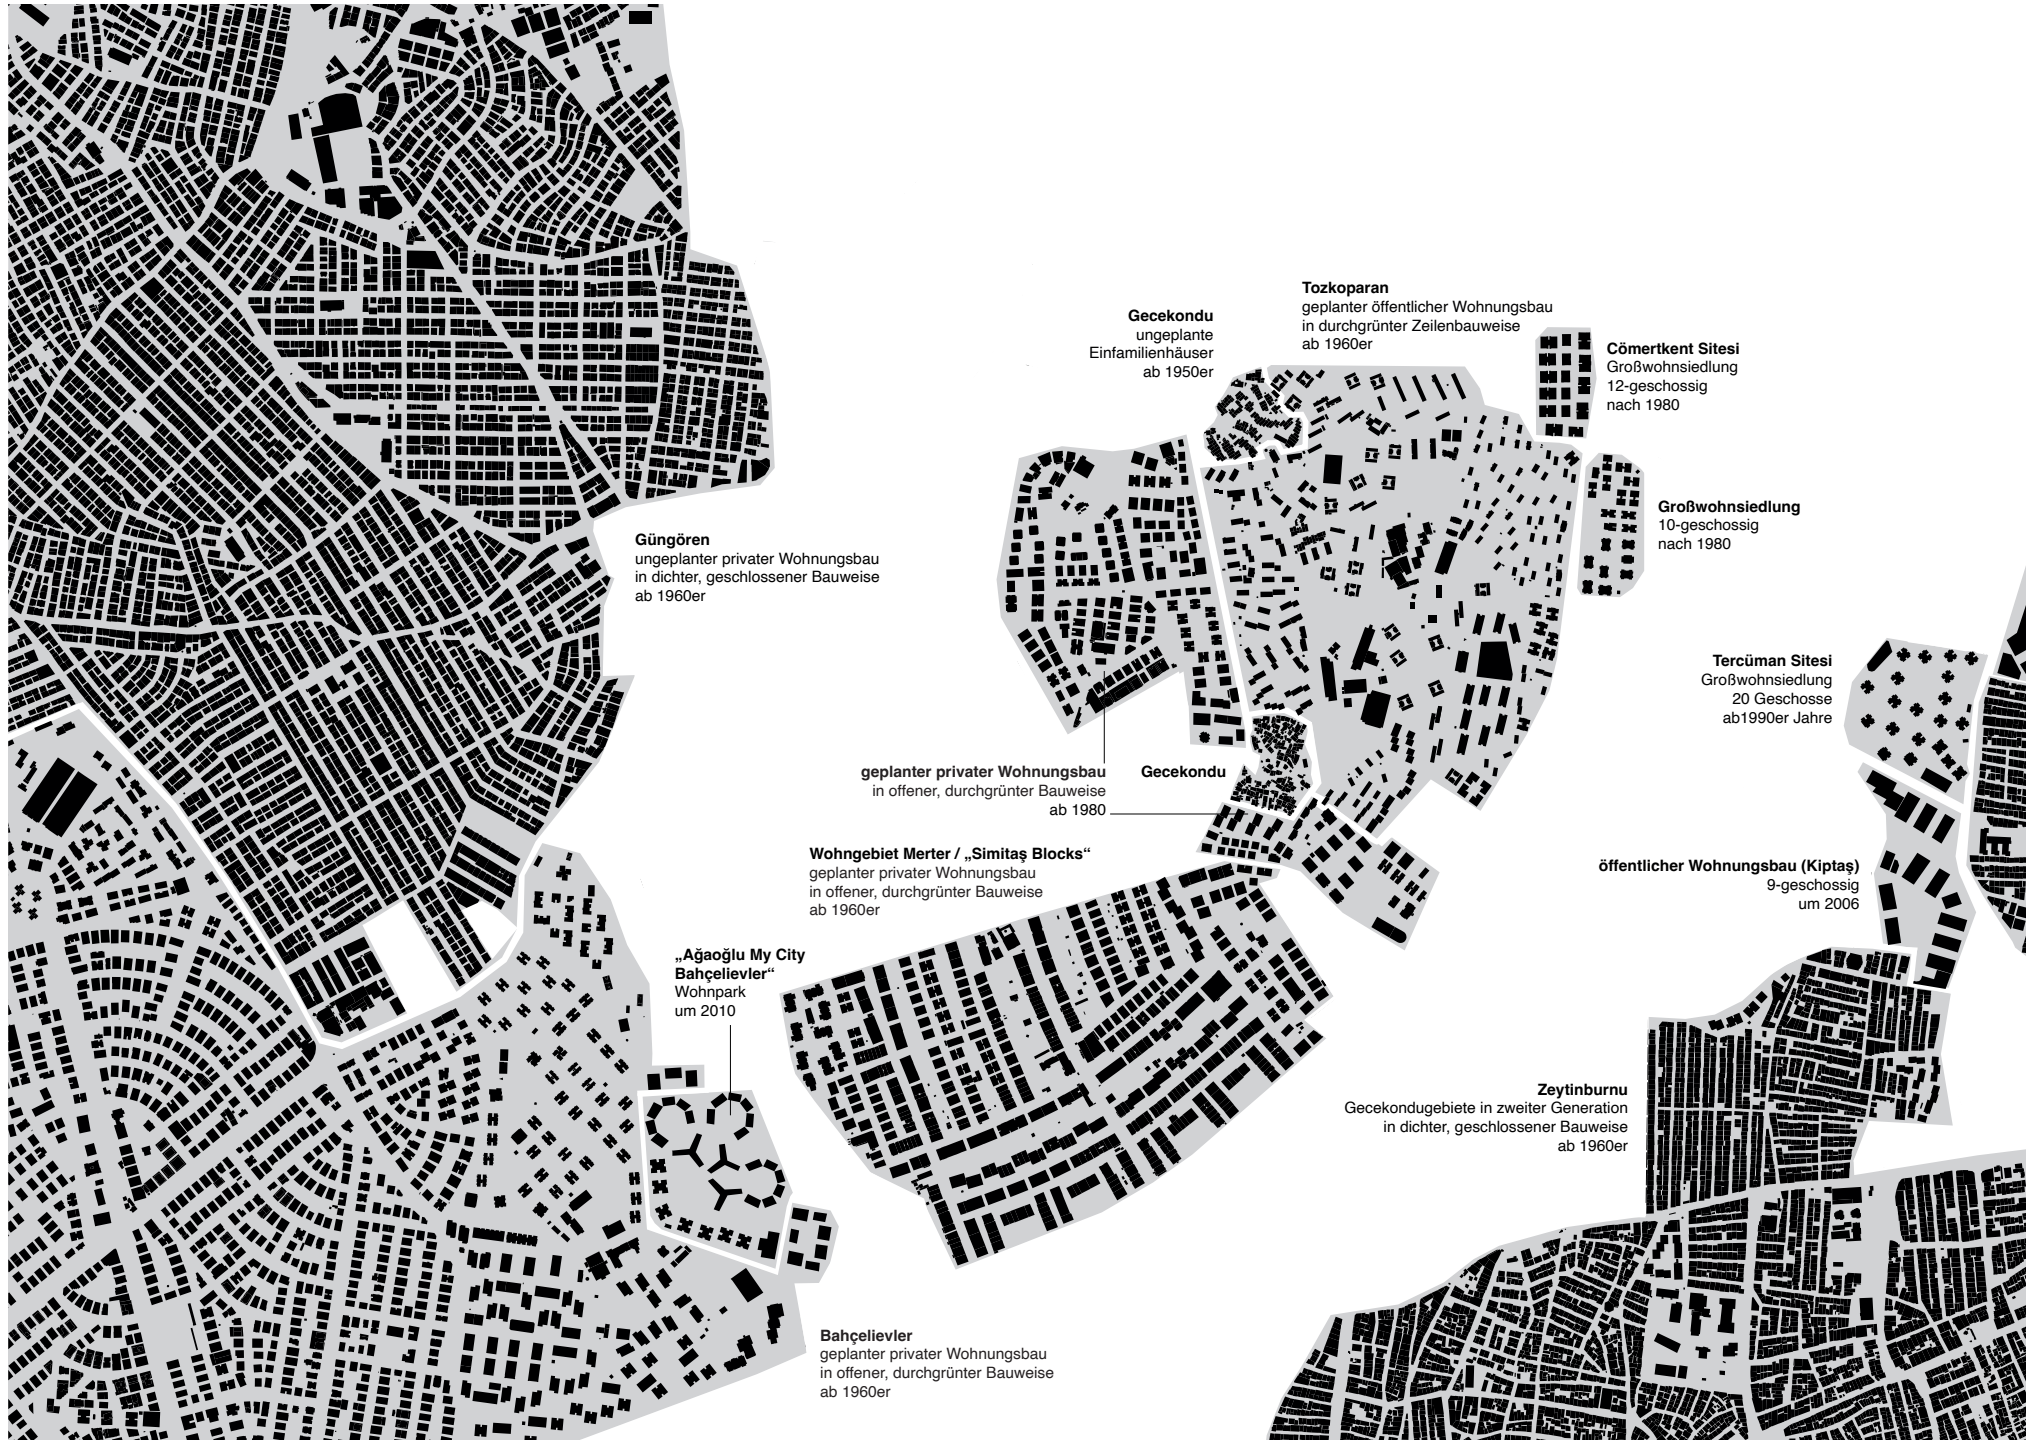 Tozkoparan
geplanter öffentlicher Wohnungsbau
in durchgrünter Zeilenbauweise
ab 1960er
Gecekondu
ungeplante
Einfamilienhäuser
ab 1950er
Cömertkent Sitesi
Großwohnsiedlung
12-geschossig
nach 1980
Großwohnsiedlung
10-geschossig
nach 1980
Güngören
ungeplanter privater Wohnungsbau
in dichter, geschlossener Bauweise
ab 1960er
Tercüman Sitesi
Großwohnsiedlung
20 Geschosse
ab1990er Jahre
geplanter privater Wohnungsbau
in offener, durchgrünter Bauweise
ab 1980
Gecekondu
Wohngebiet Merter / „Simitaş Blocks“
geplanter privater Wohnungsbau
in offener, durchgrünter Bauweise
ab 1960er
öffentlicher Wohnungsbau (Kiptaş)
9-geschossig
um 2006
„Ağaoğlu My City
Bahçelievler“
Wohnpark
um 2010
Zeytinburnu
Gecekondugebiete in zweiter Generation
in dichter, geschlossener Bauweise
ab 1960er
Bahçelievler
geplanter privater Wohnungsbau
in offener, durchgrünter Bauweise
ab 1960er